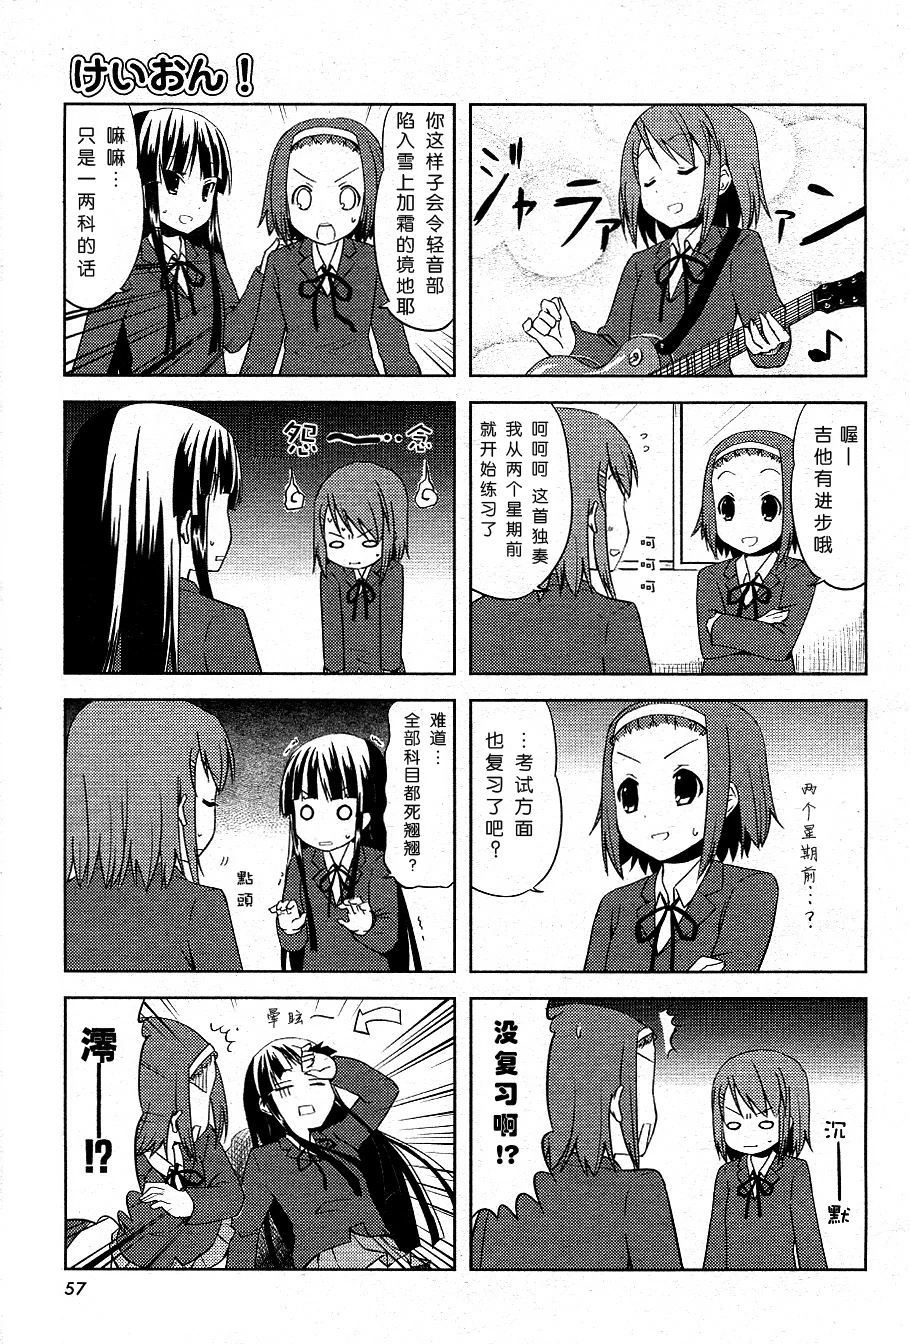 けいおん!
ジャラァァン
喔—
吉他有进步哦
呵呵呵 这首独奏
我从两个星期前
就开始练习了
呵呵呵
两个星期前…?
…考试方面
也复习了吧?
没复习啊!?
沉—默
你这样子会令轻音部
陷入雪上加霜的境地耶
嘛嘛…
只是一两科的话
怨〜念
难道…
全部科目都死翘翘?
點頭
晕眩—
澪—!?
57